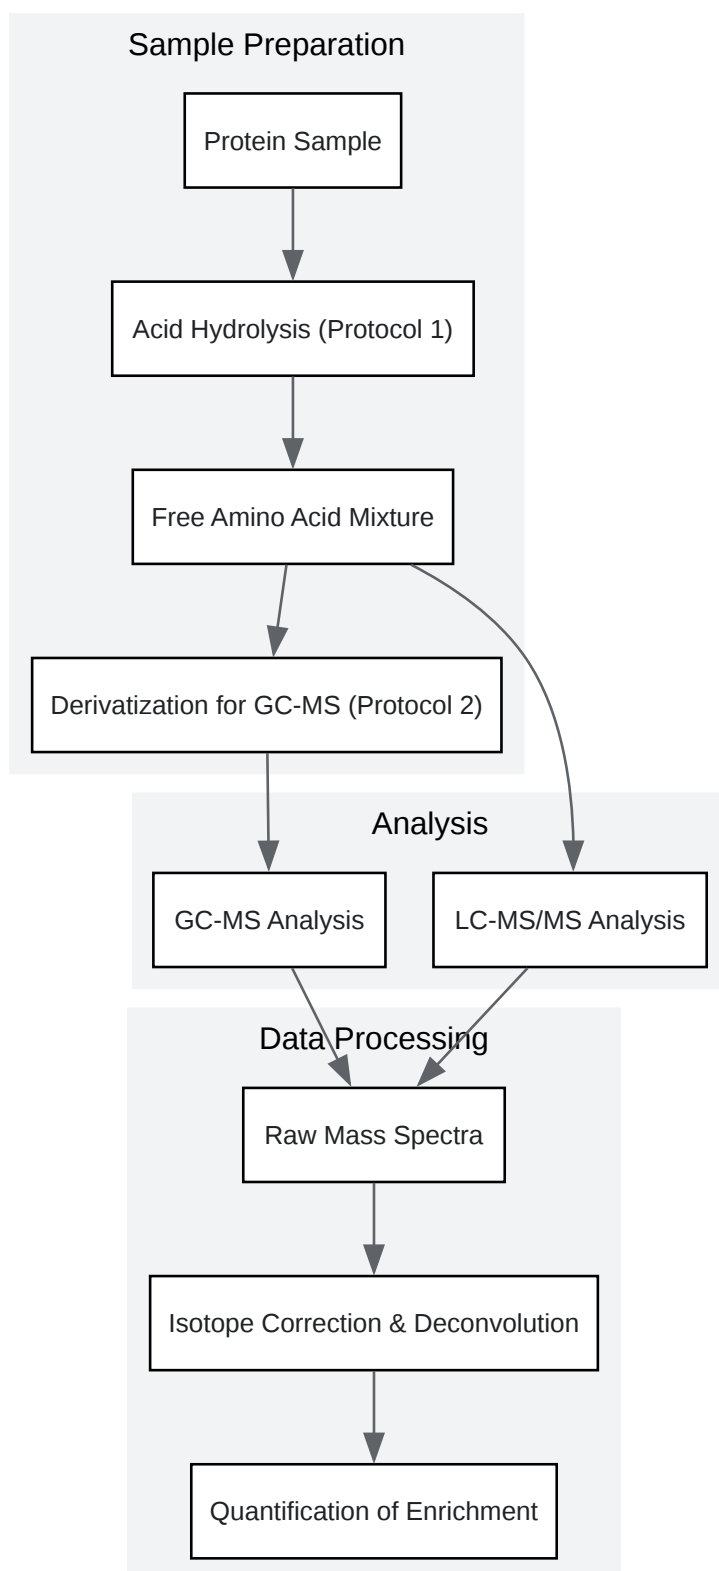 Sample Preparation
Protein Sample
Acid Hydrolysis (Protocol 1)
Free Amino Acid Mixture
Derivatization for GC-MS (Protocol 2)
Analysis
GC-MS Analysis
LC-MS/MS Analysis
Data Processing
Raw Mass Spectra
Isotope Correction & Deconvolution
Quantification of Enrichment